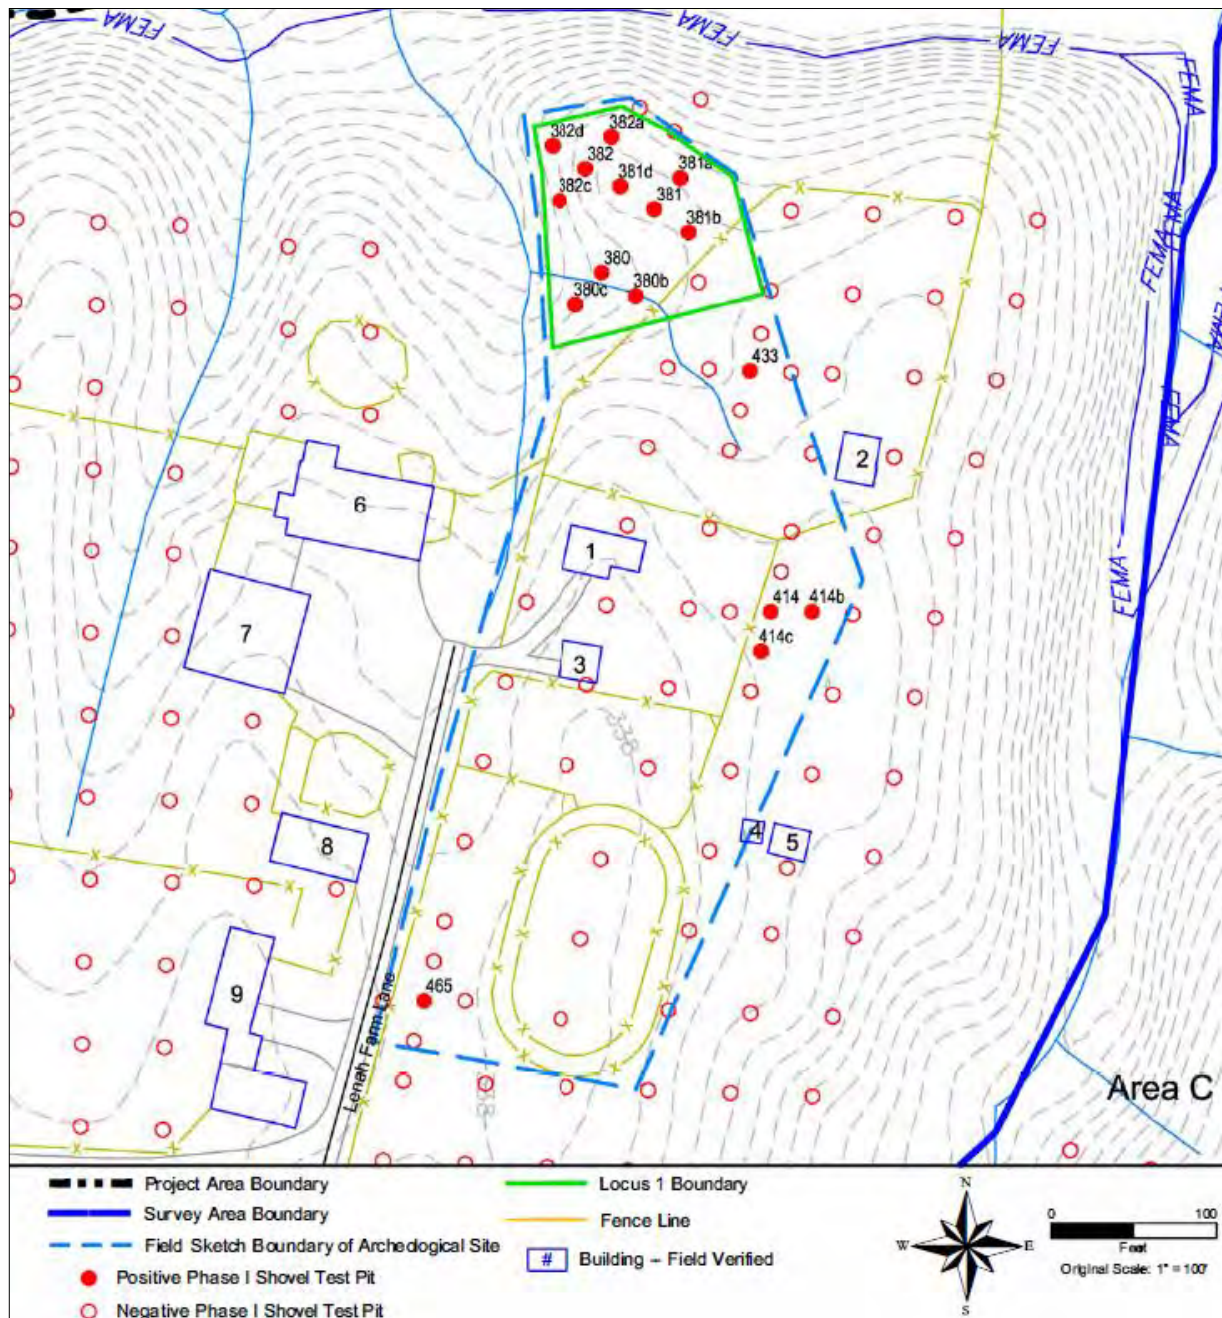 FEMA
FEMA
FEMA
FEMA
382d
382a
382
381d
381a
382c
381
381b
FEMA
FEMA
380
380b
380c
433
FEMA
2
6
1
FEMA
7
414
414b
414c
3
338
4
5
8
465
9
Lenah Farm Lane
338
Area C
Project Area Boundary
Survey Area Boundary
Field Sketch Boundary of Archeological Site
Positive Phase I Shovel Test Pit
Negative Phase I Shovel Test Pit
Locus 1 Boundary
Fence Line
# Building – Field Verified
N
W E
S
0 100
Feet
Original Scale: 1" = 100'